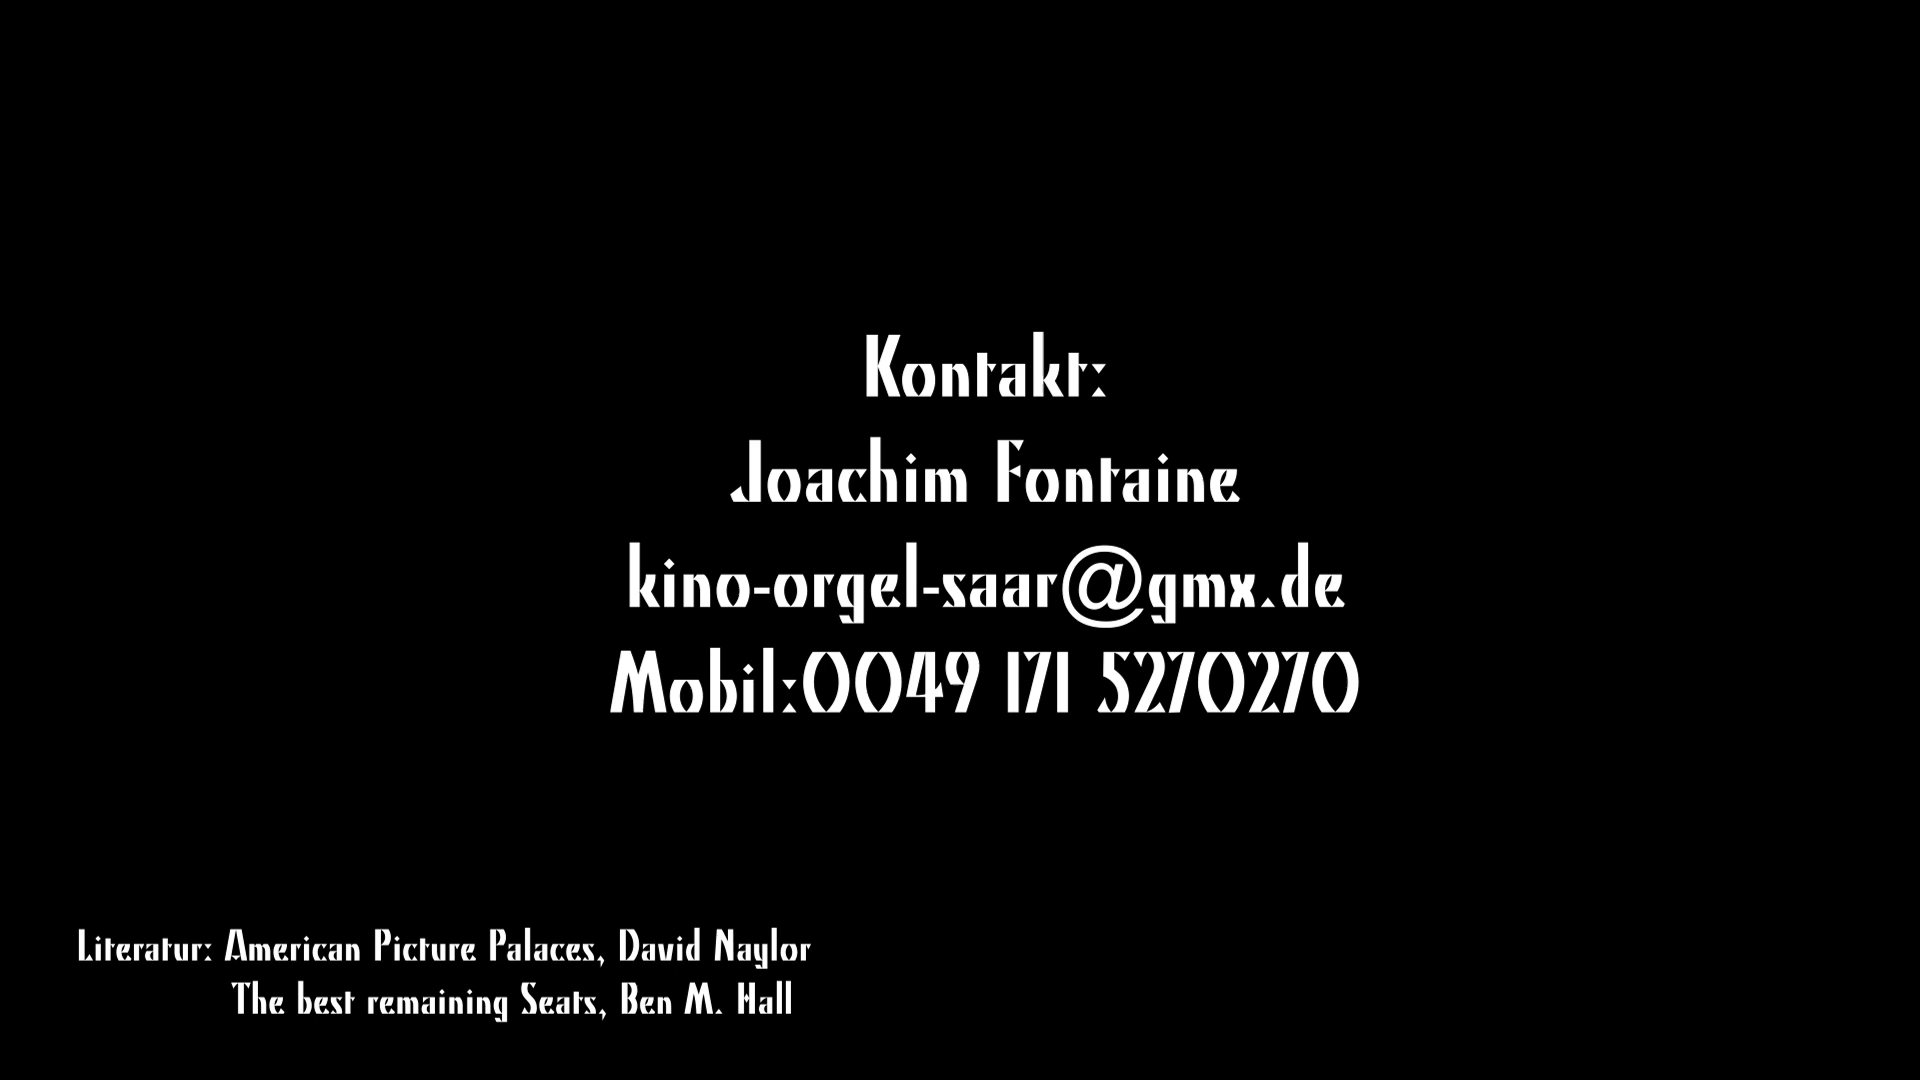 Kontakt:
Joachim Fontaine
kino-orgel-saar@gmx.de
Mobil:0049 171 5270270
Literatur: American Picture Palaces, David Naylor
The best remaining Seats, Ben M. Hall